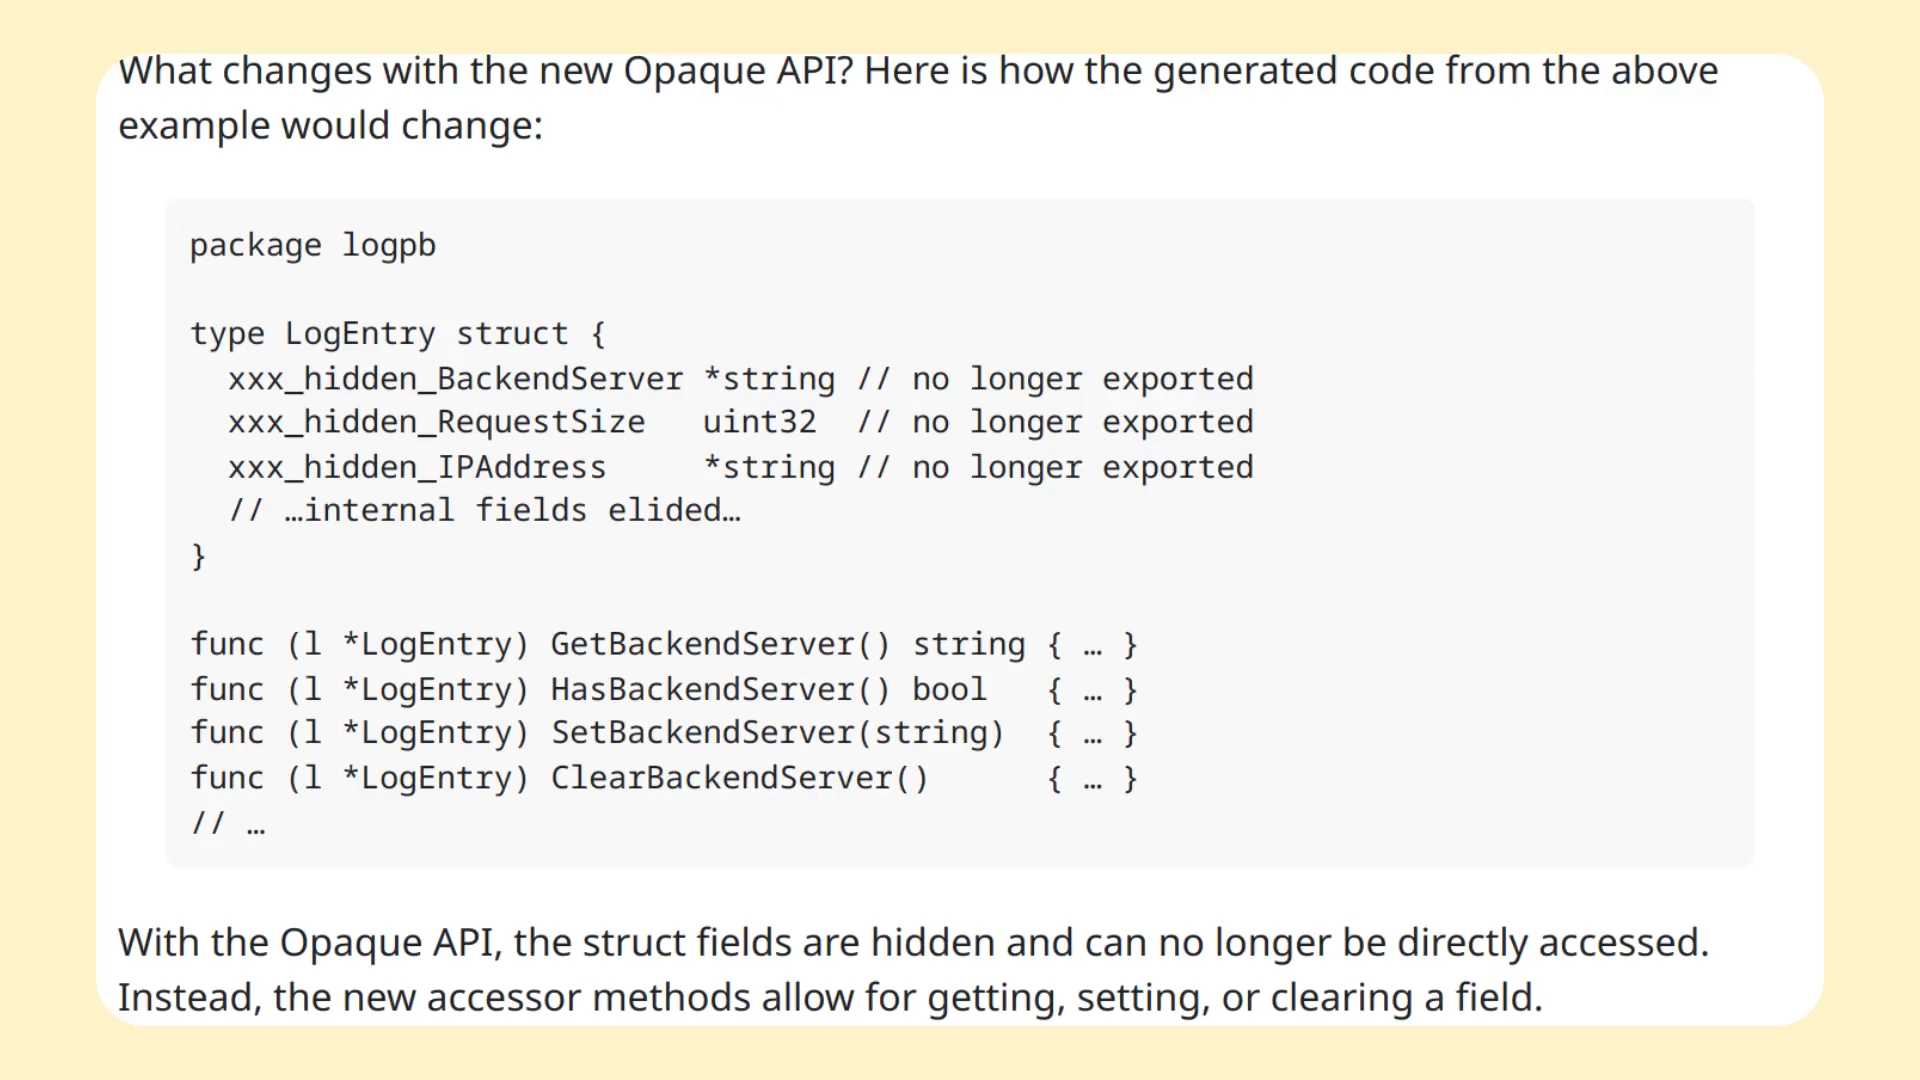 What changes with the new Opaque API? Here is how the generated code from the above
example would change:
package logpb
type LogEntry struct {
  xxx_hidden_BackendServer *string // no longer exported
  xxx_hidden_RequestSize   uint32  // no longer exported
  xxx_hidden_IPAddress     *string // no longer exported
  // …internal fields elided…
}
func (l *LogEntry) GetBackendServer() string { … }
func (l *LogEntry) HasBackendServer() bool   { … }
func (l *LogEntry) SetBackendServer(string)  { … }
func (l *LogEntry) ClearBackendServer()      { … }
// …
With the Opaque API, the struct fields are hidden and can no longer be directly accessed.
Instead, the new accessor methods allow for getting, setting, or clearing a field.